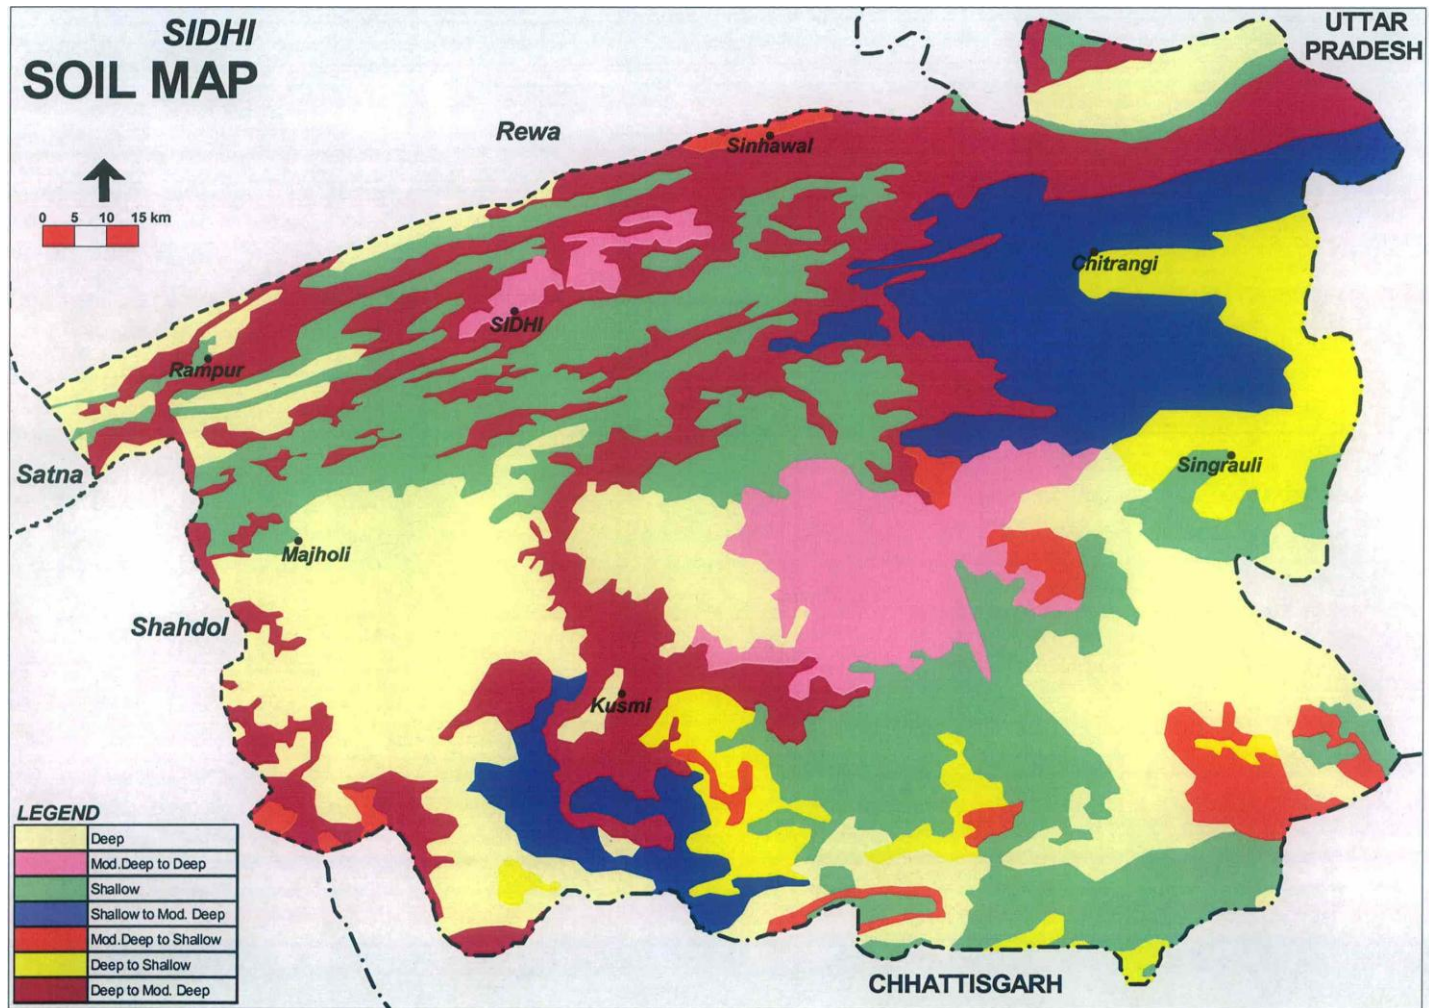 SIDHI
SOIL MAP
UTTAR
PRADESH
Rewa
Sinhawal
0 5 10 15 km
Chitrangi
SIDHI
Rampur
Satna
Singrauli
Majholi
Shahdol
Kusmi
LEGEND
Deep
Mod.Deep to Deep
Shallow
Shallow to Mod. Deep
Mod.Deep to Shallow
Deep to Shallow
Deep to Mod. Deep
CHHATTISGARH